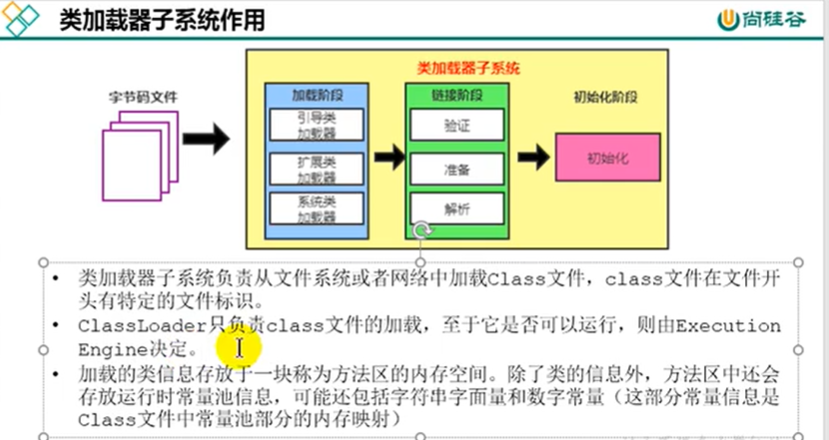 类加载器子系统作用
尚硅谷
类加载器子系统
字节码文件
加载阶段
引导类
加载器
扩展类
加载器
系统类
加载器
链接阶段
验证
准备
解析
初始化阶段
初始化
• 类加载器子系统负责从文件系统或者网络中加载Class文件，class文件在文件开
头有特定的文件标识。
• ClassLoader只负责class文件的加载，至于它是否可以运行，则由Execution
Engine决定。
• 加载的类信息存放于一块称为方法区的内存空间。除了类的信息外，方法区中还会
存放运行时常量池信息，可能还包括字符串字面量和数字常量（这部分常量信息是
Class文件中常量池部分的内存映射）